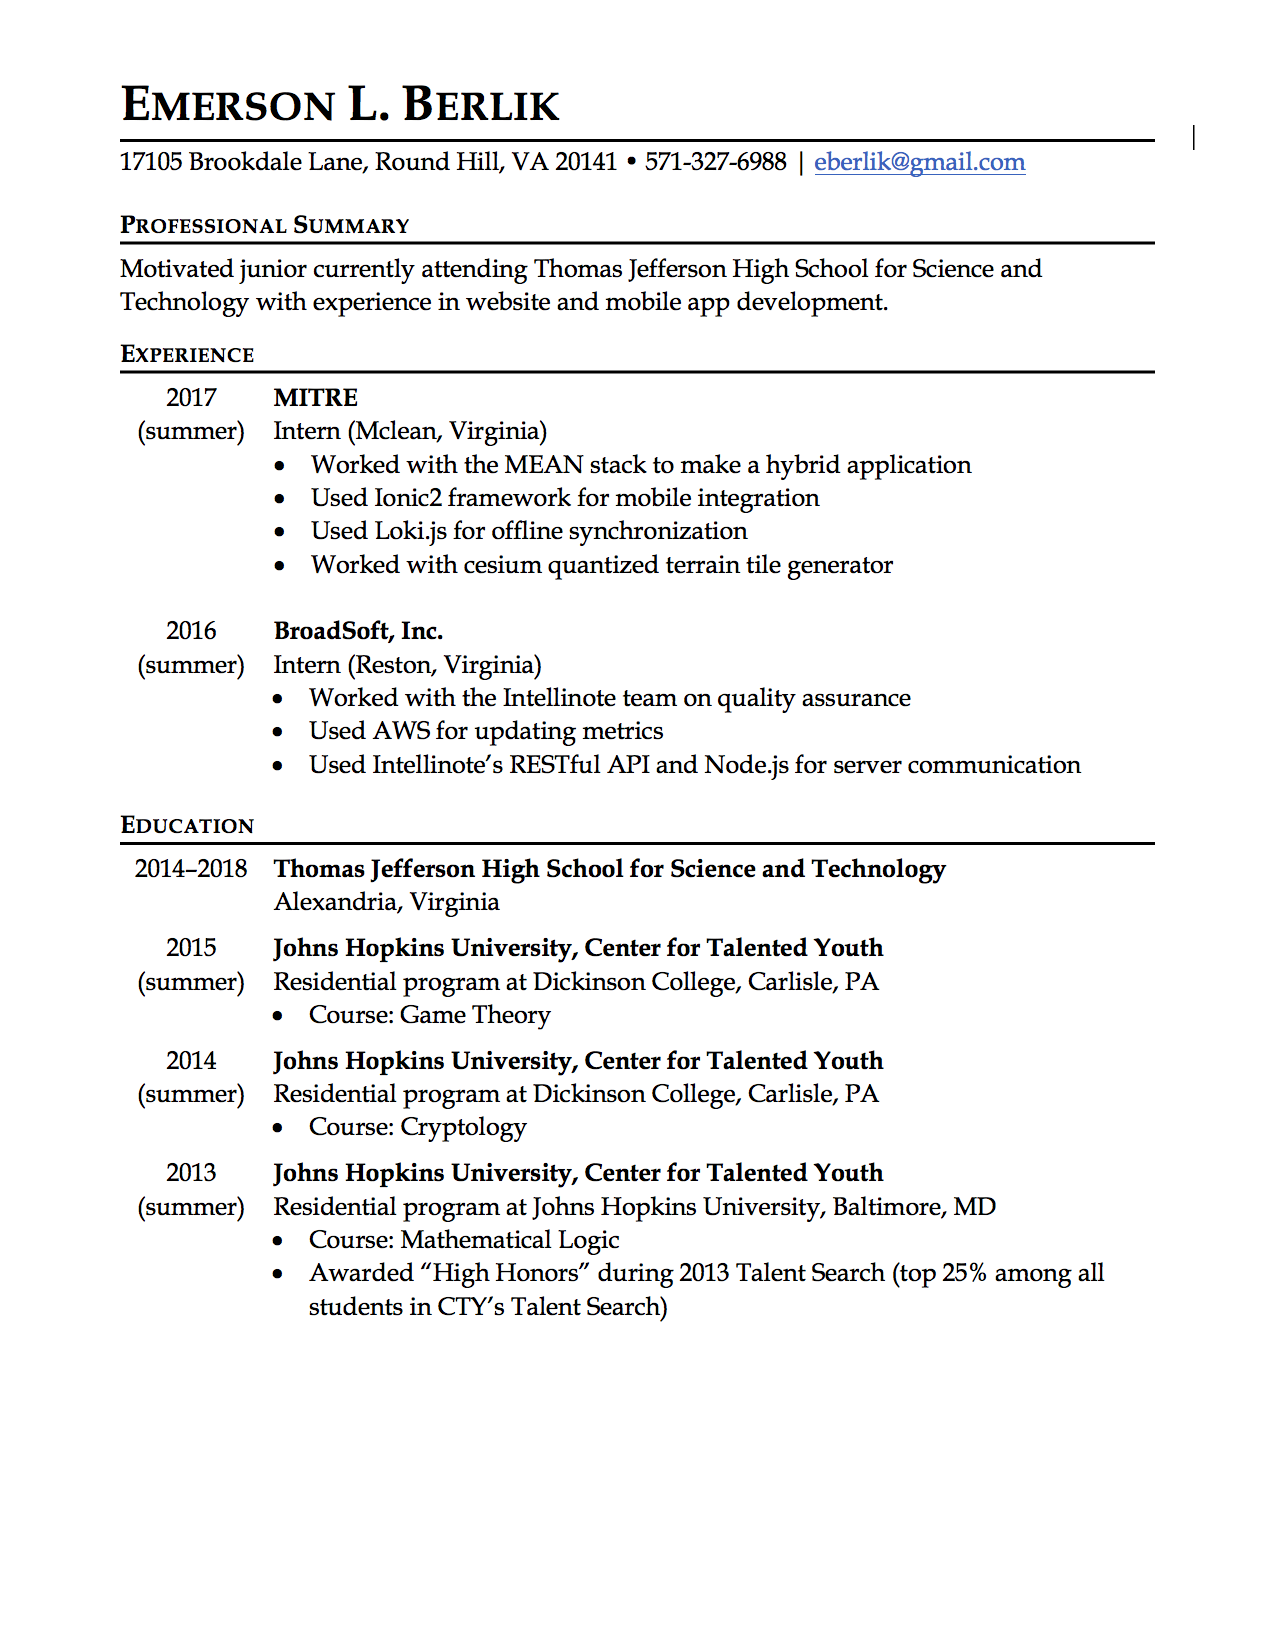 EMERSON L. BERLIK
17105 Brookdale Lane, Round Hill, VA 20141 • 571-327-6988 | eberlik@gmail.com
PROFESSIONAL SUMMARY
Motivated junior currently attending Thomas Jefferson High School for Science and
Technology with experience in website and mobile app development.
EXPERIENCE
2017 MITRE
(summer) Intern (Mclean, Virginia)
• Worked with the MEAN stack to make a hybrid application
• Used Ionic2 framework for mobile integration
• Used Loki.js for offline synchronization
• Worked with cesium quantized terrain tile generator
2016 BroadSoft, Inc.
(summer) Intern (Reston, Virginia)
• Worked with the Intellinote team on quality assurance
• Used AWS for updating metrics
• Used Intellinote’s RESTful API and Node.js for server communication
EDUCATION
2014–2018 Thomas Jefferson High School for Science and Technology
Alexandria, Virginia
2015 Johns Hopkins University, Center for Talented Youth
(summer) Residential program at Dickinson College, Carlisle, PA
• Course: Game Theory
2014 Johns Hopkins University, Center for Talented Youth
(summer) Residential program at Dickinson College, Carlisle, PA
• Course: Cryptology
2013 Johns Hopkins University, Center for Talented Youth
(summer) Residential program at Johns Hopkins University, Baltimore, MD
• Course: Mathematical Logic
• Awarded “High Honors” during 2013 Talent Search (top 25% among all
students in CTY’s Talent Search)